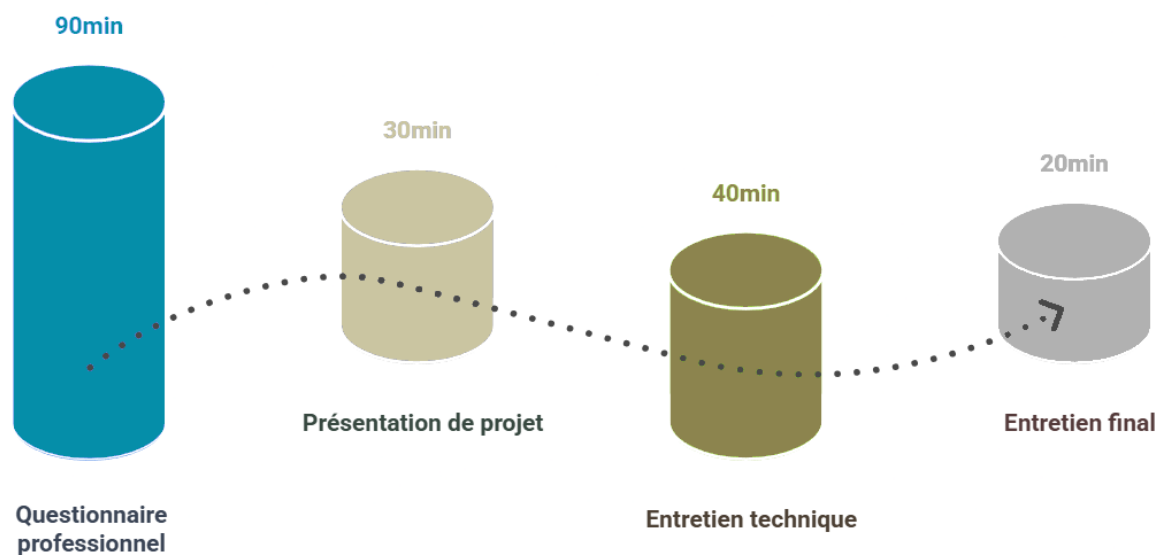 90min
Questionnaire
professionnel
30min
Présentation de projet
40min
Entretien technique
20min
Entretien final